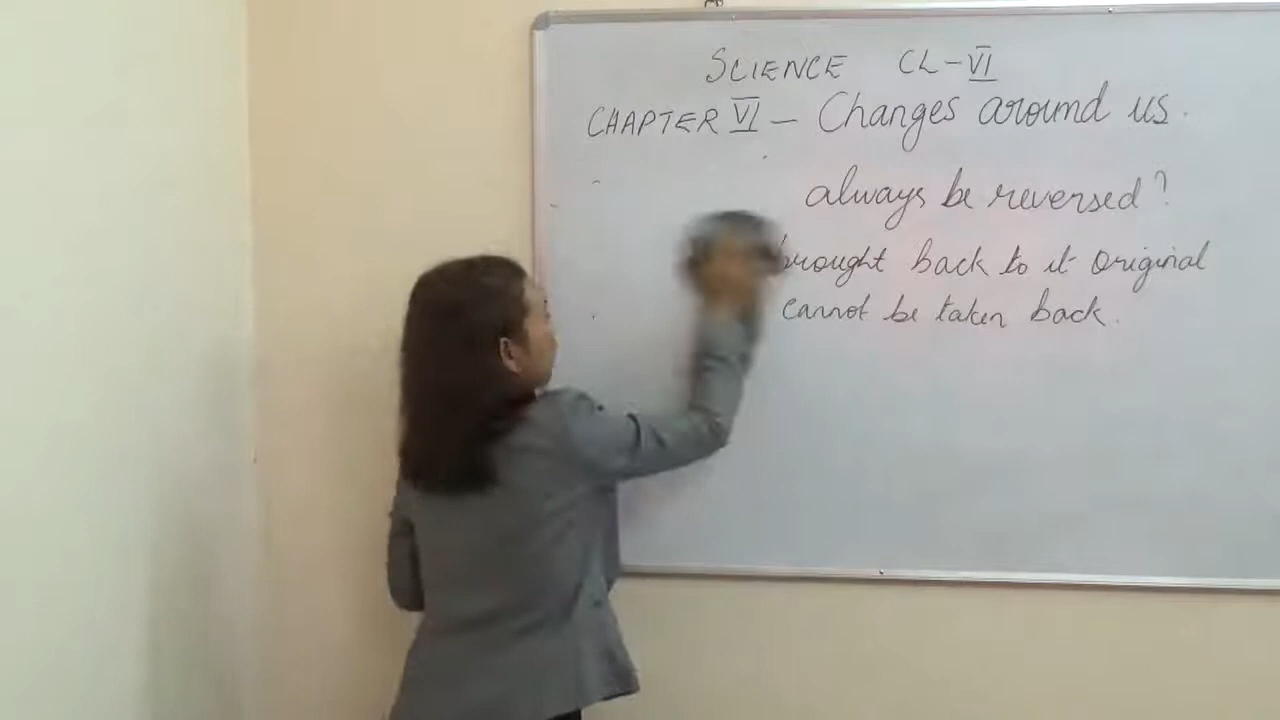 SCIENCE CL-VI
CHAPTER VI - Changes around us.
always be reversed?
brought back to it original
cannot be taken back.